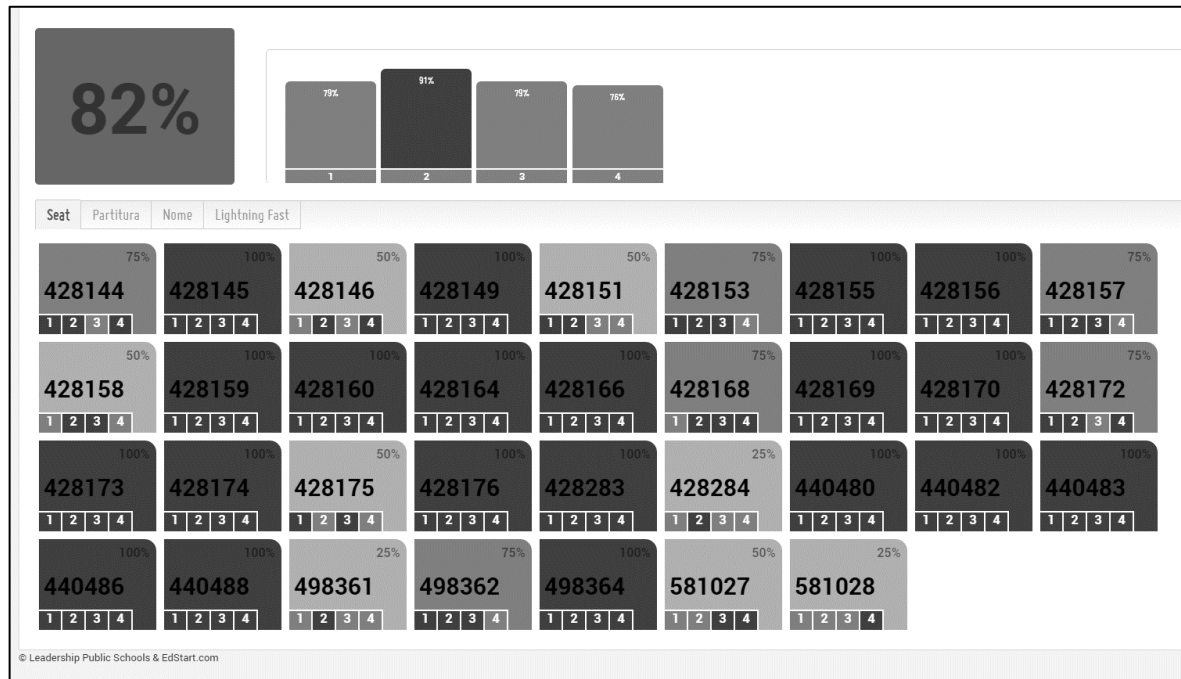 82%
79% 91% 79% 76%
1 2 3 4
Seat Partitura Nome Lightning Fast
75% 100% 50% 100% 50% 75% 100% 100% 75%
428144 428145 428146 428149 428151 428153 428155 428156 428157
1 2 3 4 1 2 3 4 1 2 3 4 1 2 3 4 1 2 3 4 1 2 3 4 1 2 3 4 1 2 3 4 1 2 3 4
50% 100% 100% 100% 100% 75% 100% 100% 75%
428158 428159 428160 428164 428166 428168 428169 428170 428172
1 2 3 4 1 2 3 4 1 2 3 4 1 2 3 4 1 2 3 4 1 2 3 4 1 2 3 4 1 2 3 4 1 2 3 4
100% 100% 50% 100% 100% 25% 100% 100% 100%
428173 428174 428175 428176 428283 428284 440480 440482 440483
1 2 3 4 1 2 3 4 1 2 3 4 1 2 3 4 1 2 3 4 1 2 3 4 1 2 3 4 1 2 3 4 1 2 3 4
100% 100% 25% 75% 100% 50% 25%
440486 440488 498361 498362 498364 581027 581028
1 2 3 4 1 2 3 4 1 2 3 4 1 2 3 4 1 2 3 4 1 2 3 4 1 2 3 4
© Leadership Public Schools & EdStart.com